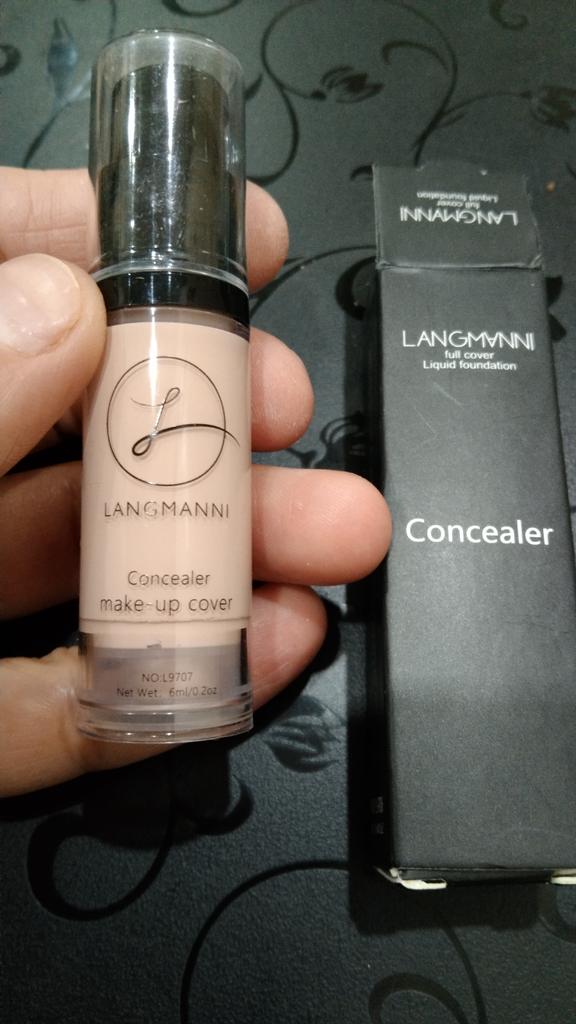 LANGMANNI
Concealer
make-up cover
NO:L9707
Net Wet: 6ml/0.2oz
LANGMANNI
full cover
Liquid foundation
LANGMANNI
full cover
Liquid foundation
Concealer